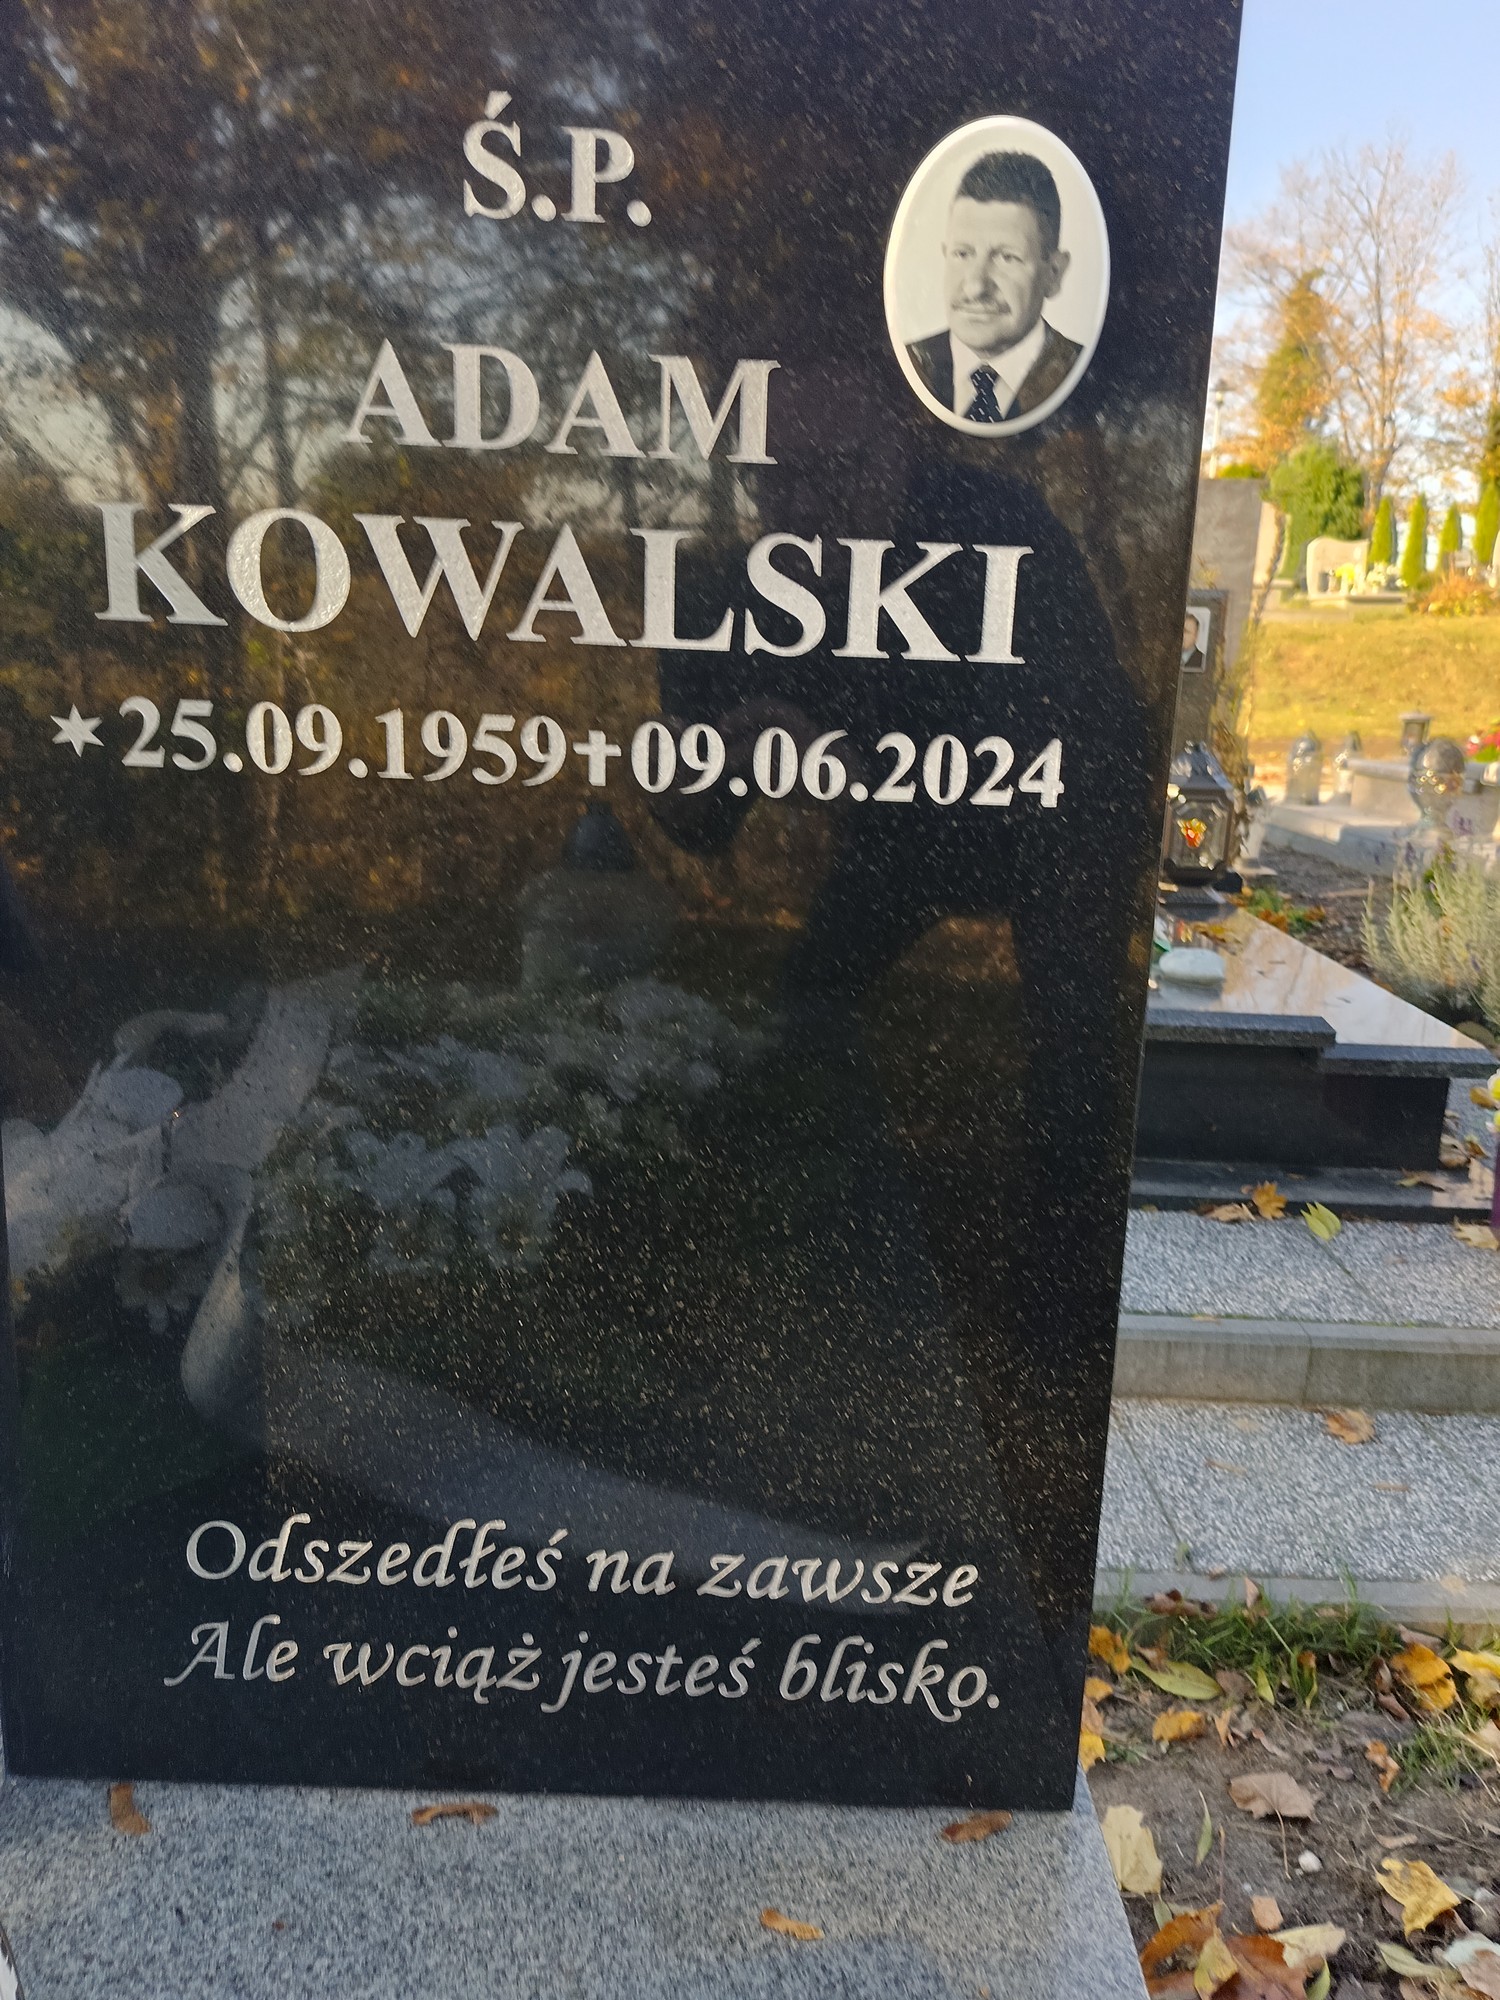 Ś.P.
ADAM
KOWALSKI
*25.09.1959✝09.06.2024
Odszedłeś na zawsze
Ale wciąż jesteś blisko.